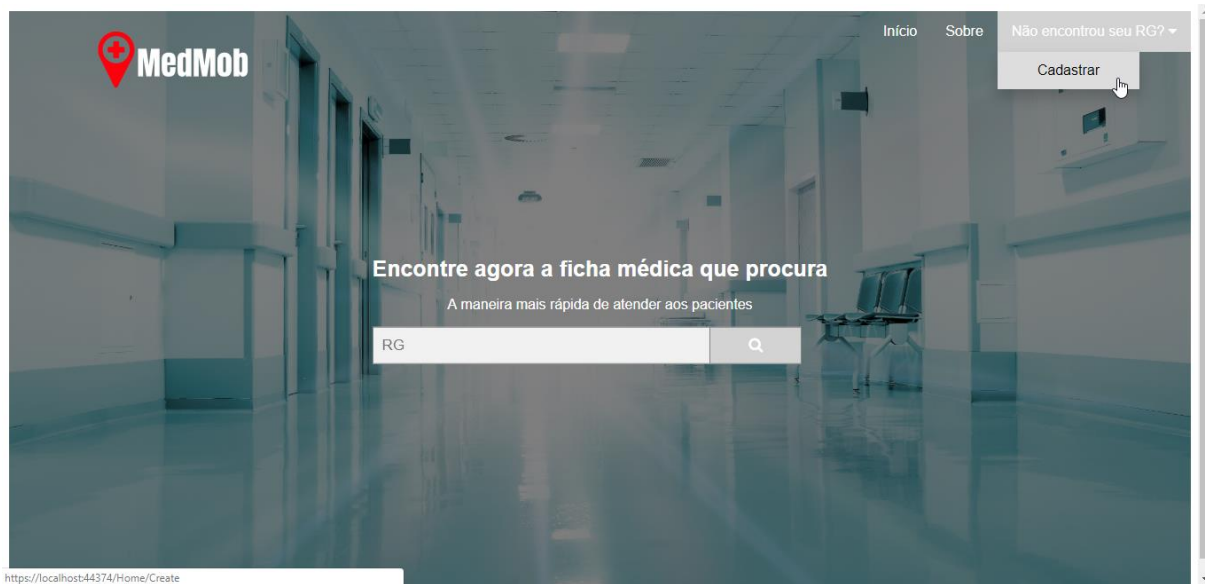 MedMob
Início Sobre Não encontrou seu RG?
Cadastrar
Encontre agora a ficha médica que procura
A maneira mais rápida de atender aos pacientes
RG
https://localhost:44374/Home/Create